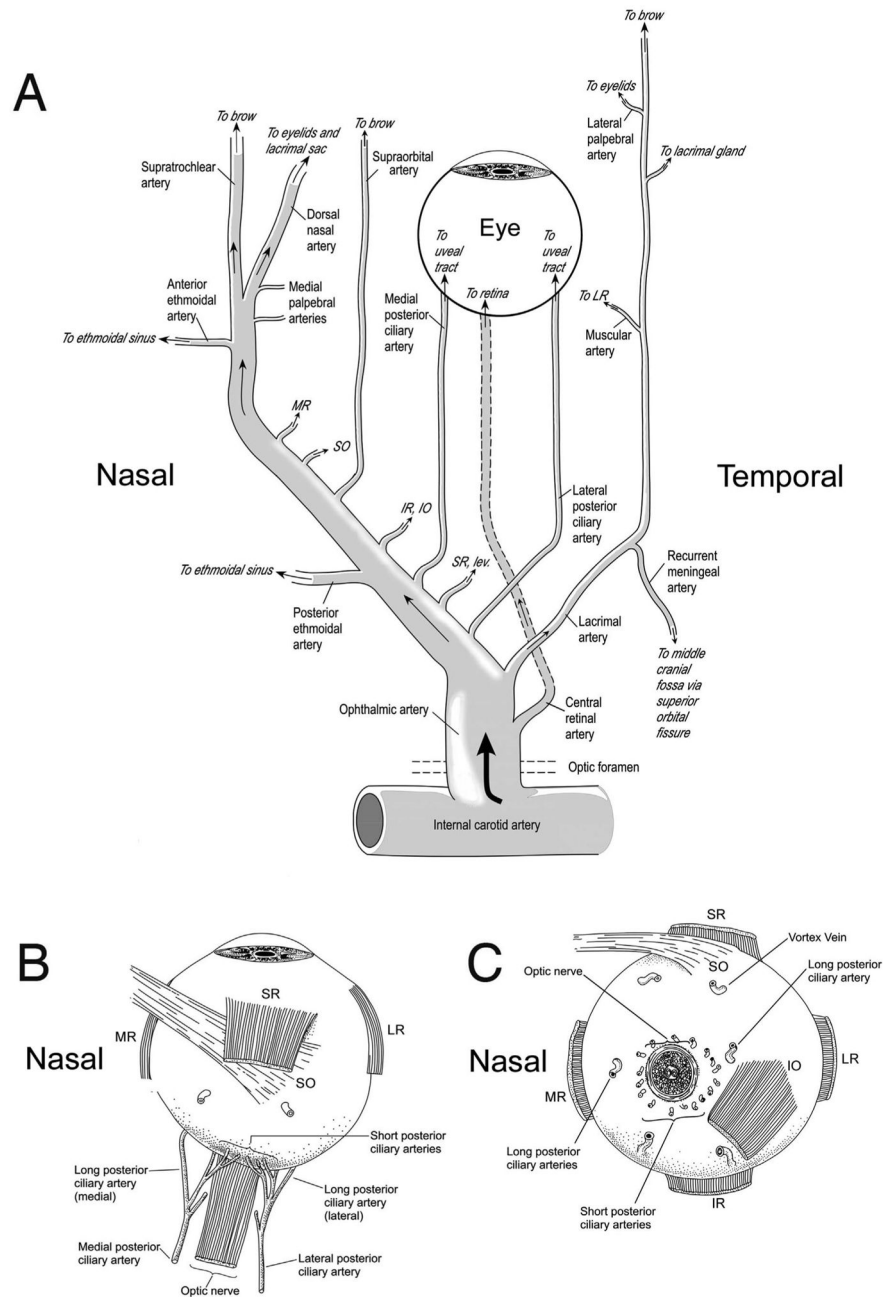 A
To brow
To eyelids and
lacrimal sac
To brow
Supratrochlear
artery
Supraorbital
artery
Dorsal
nasal
artery
Anterior
ethmoidal
artery
Medial
palpebral
arteries
To ethmoidal sinus
Eye
To
uveal
tract
To
uveal
tract
To retina
Medial
posterior
ciliary
artery
To brow
To eyelids
Lateral
palpebral
artery
To lacrimal gland
To LR
Muscular
artery
MR
SO
Nasal
Temporal
IR, IO
SR, lev.
Lateral
posterior
ciliary
artery
To ethmoidal sinus
Posterior
ethmoidal
artery
Recurrent
meningeal
artery
Lacrimal
artery
To middle
cranial
fossa via
superior
orbital
fissure
Ophthalmic artery
Central
retinal
artery
Optic foramen
Internal carotid artery
B
Nasal
SR
MR
LR
SO
Short posterior
ciliary arteries
Long posterior
ciliary artery
(medial)
Long posterior
ciliary artery
(lateral)
Medial posterior
ciliary artery
Lateral posterior
ciliary artery
Optic nerve
C
SR
Vortex Vein
SO
Optic nerve
Long posterior
ciliary artery
Nasal
IO
LR
MR
Long posterior
ciliary arteries
IR
Short posterior
ciliary arteries